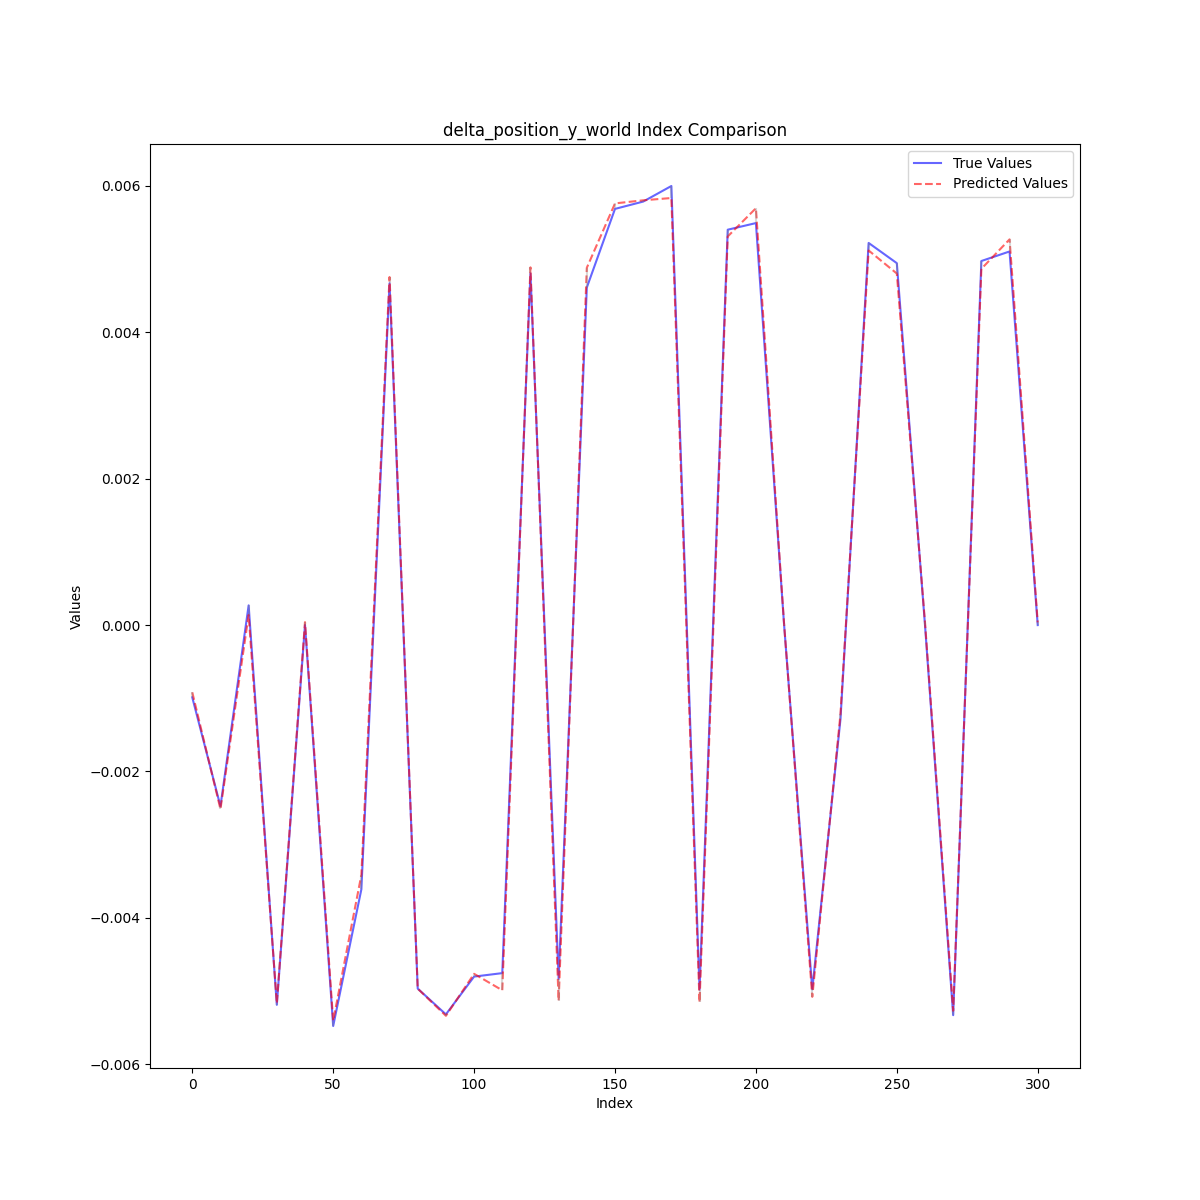 delta_position_y_world Index Comparison
True Values
Predicted Values
0.006
0.004
0.002
0.000
−0.002
−0.004
−0.006
Values
0 50 100 150 200 250 300
Index